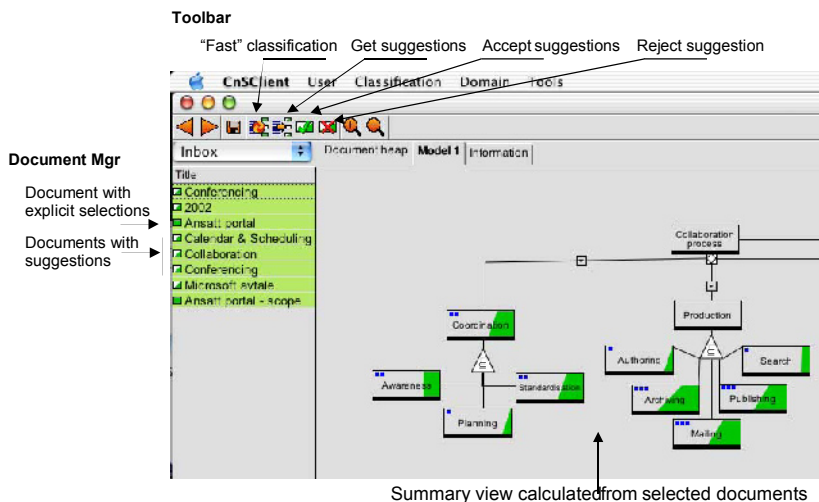 Toolbar
“Fast” classification Get suggestions Accept suggestions Reject suggestion
CnSClient User Classification Domain Tools
Inbox Document heap Model 1 Information
Document Mgr
Title
Document with
explicit selections
Documents with
suggestions
Conferencing
2002
Ansatt portal
Calendar & Scheduling
Collaboration
Conferencing
Microsoft avtale
Ansatt portal - scope
Collaboration
process
Production
Coordination
Awareness
Standardisation
Planning
Authoring
Search
Archiving
Publishing
Mailing
Summary view calculated from selected documents